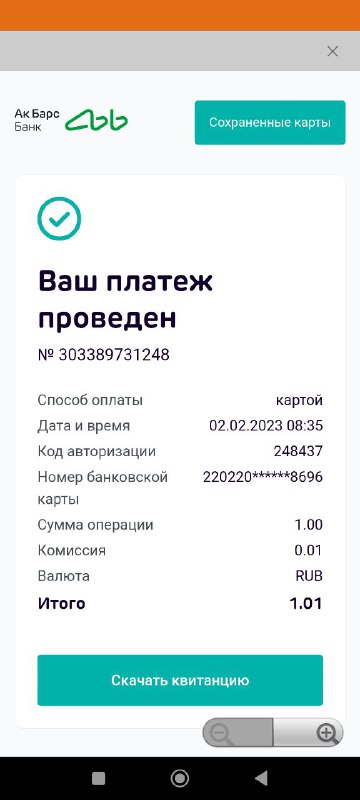 Ак Барс
Банк
Сохраненные карты
Ваш платеж
проведен
№ 303389731248
Способ оплаты картой
Дата и время 02.02.2023 08:35
Код авторизации 248437
Номер банковской 220220******8696
карты
Сумма операции 1.00
Комиссия 0.01
Валюта RUB
Итого 1.01
Скачать квитанцию